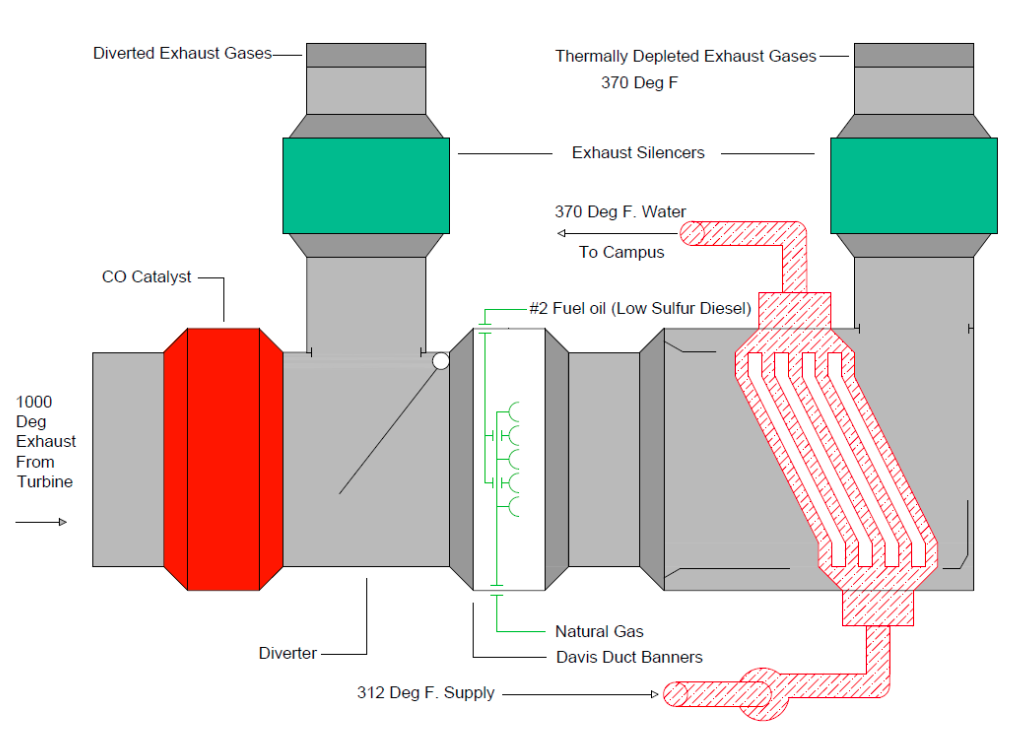 Diverted Exhaust Gases
Thermally Depleted Exhaust Gases
370 Deg F
Exhaust Silencers
370 Deg F. Water
To Campus
CO Catalyst
#2 Fuel oil (Low Sulfur Diesel)
1000
Deg
Exhaust
From
Turbine
Natural Gas
Diverter
Davis Duct Banners
312 Deg F. Supply